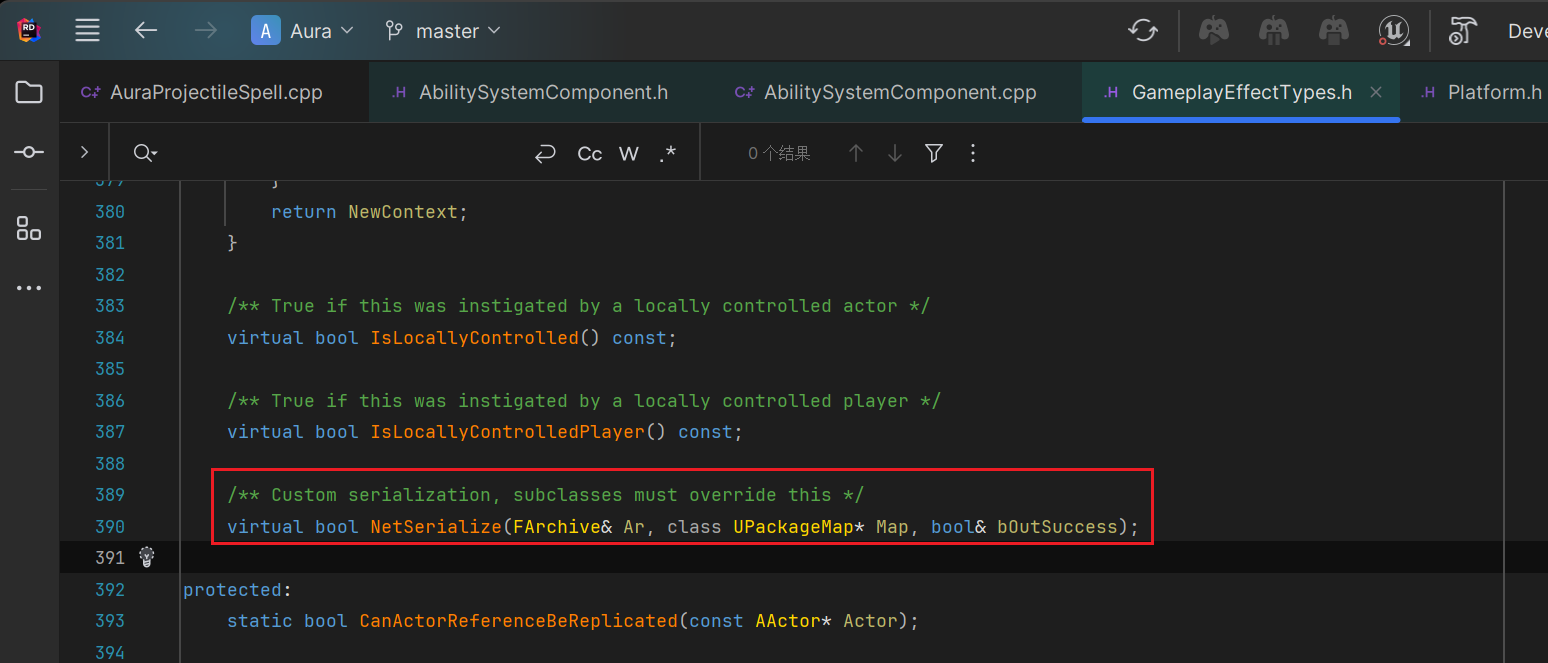 RD
A Aura master Deve
C+ AuraProjectileSpell.cpp .H AbilitySystemComponent.h C+ AbilitySystemComponent.cpp .H GameplayEffectTypes.h × .H Platform.h
Cc W .* 0 个结果
379 }
380 return NewContext;
381 }
382
383 /** True if this was instigated by a locally controlled actor */
384 virtual bool IsLocallyControlled() const;
385
386 /** True if this was instigated by a locally controlled player */
387 virtual bool IsLocallyControlledPlayer() const;
388
389 /** Custom serialization, subclasses must override this */
390 virtual bool NetSerialize(FArchive& Ar, class UPackageMap* Map, bool& bOutSuccess);
391
392 protected:
393 static bool CanActorReferenceBeReplicated(const AActor* Actor);
394